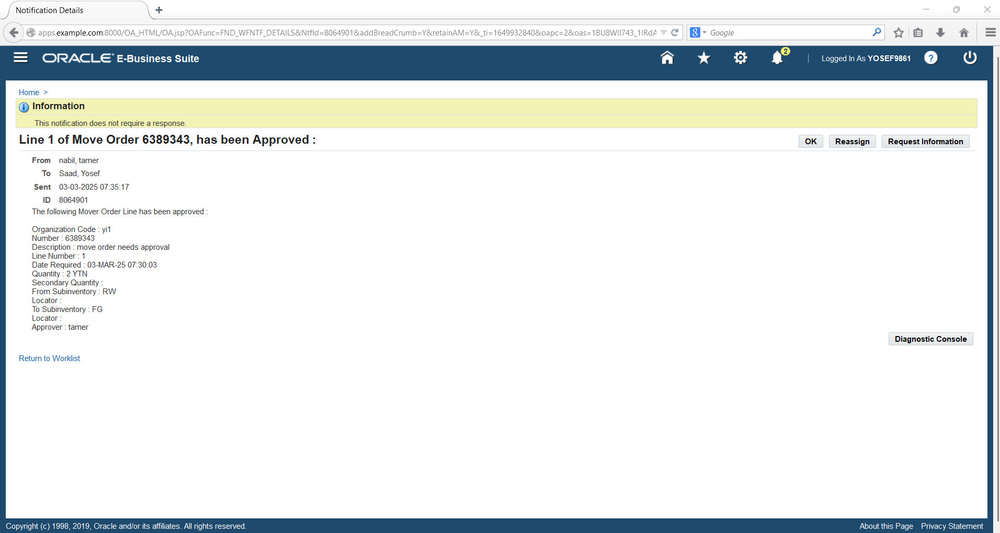 Notification Details
apps.example.com:8000/OA_HTML/OA.jsp?OAFunc=FND_WFNTF_DETAILS&NtfId=8064901&addBreadCrumb=Y&retainAM=Y&_ti=1649932840&oapc=2&oas=1BU8WII743_1IRdA
8 Google
ORACLE E-Business Suite
2
Logged In As YOSEF9861
?
Home >
Information
This notification does not require a response.
Line 1 of Move Order 6389343, has been Approved :
OK Reassign Request Information
From nabil, tamer
To Saad, Yosef
Sent 03-03-2025 07:35:17
ID 8064901
The following Mover Order Line has been approved :
Organization Code : yi1
Number : 6389343
Description : move order needs approval
Line Number : 1
Date Required : 03-MAR-25 07:30:03
Quantity : 2 YTN
Secondary Quantity :
From Subinventory : RW
Locator :
To Subinventory : FG
Locator :
Approver : tamer
Diagnostic Console
Return to Worklist
Copyright (c) 1998, 2019, Oracle and/or its affiliates. All rights reserved.
About this Page Privacy Statement